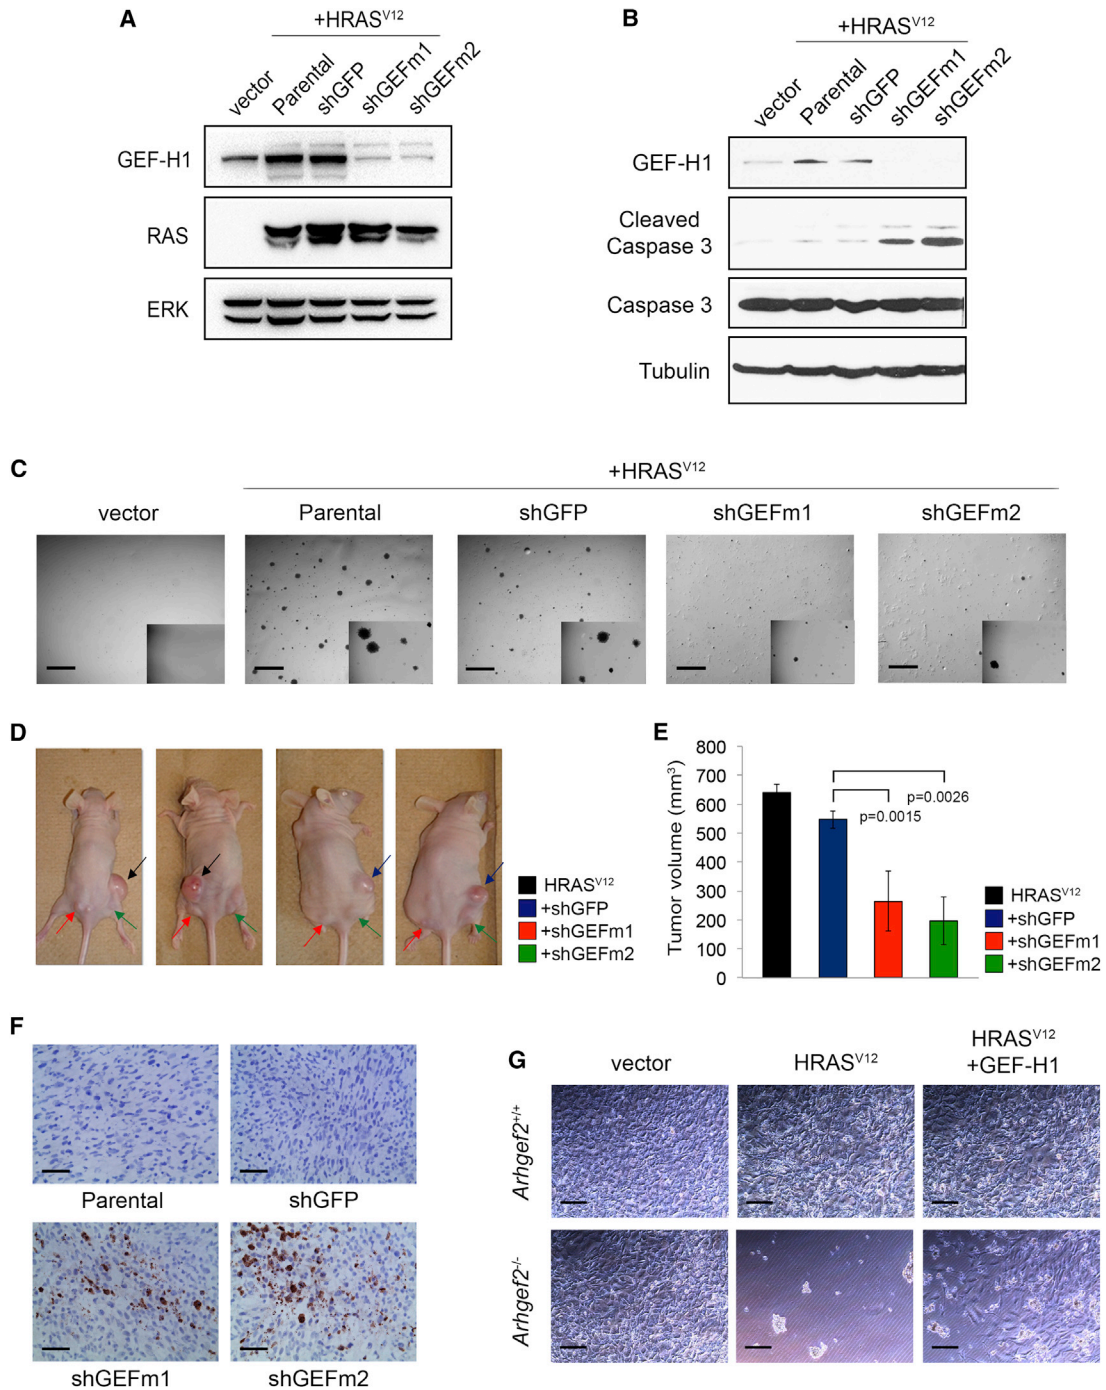 A
+HRASV12
vector
Parental
shGFP
shGEFm1
shGEFm2
GEF-H1
RAS
ERK
B
+HRASV12
vector
Parental
shGFP
shGEFm1
shGEFm2
GEF-H1
Cleaved
Caspase 3
Caspase 3
Tubulin
C
+HRASV12
vector
Parental
shGFP
shGEFm1
shGEFm2
D
HRASV12
+shGFP
+shGEFm1
+shGEFm2
E
Tumor volume (mm3)
800
700
600
500
400
300
200
100
0
p=0.0026
p=0.0015
HRASV12
+shGFP
+shGEFm1
+shGEFm2
F
Parental
shGFP
shGEFm1
shGEFm2
G
vector
HRASV12
HRASV12
+GEF-H1
Arhgef2+/+
Arhgef2-/-